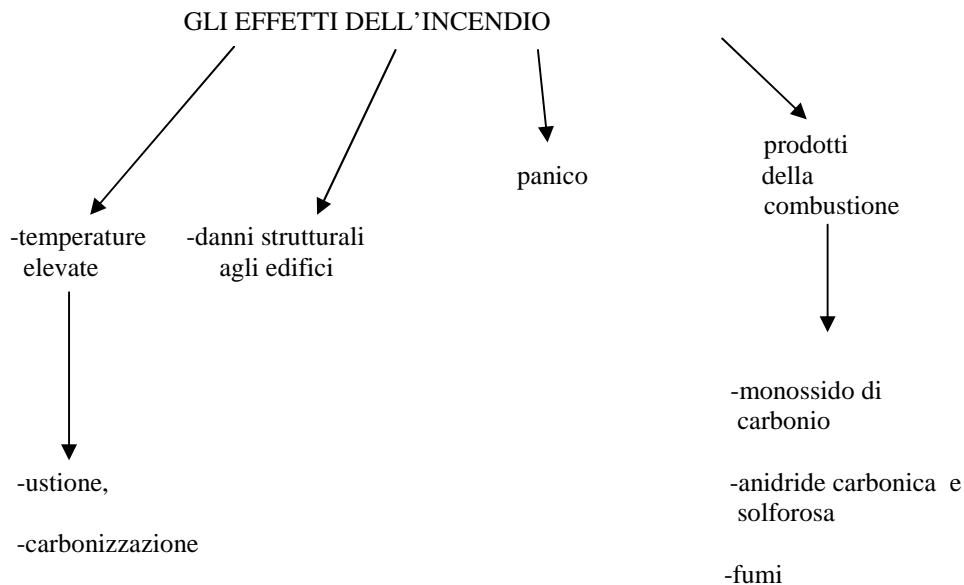 GLI EFFETTI DELL'INCENDIO
-temperature
elevate
-ustione,
-carbonizzazione
-danni strutturali
agli edifici
panico
prodotti
della
combustione
-monossido di
carbonio
-anidride carbonica e
solforosa
-fumi